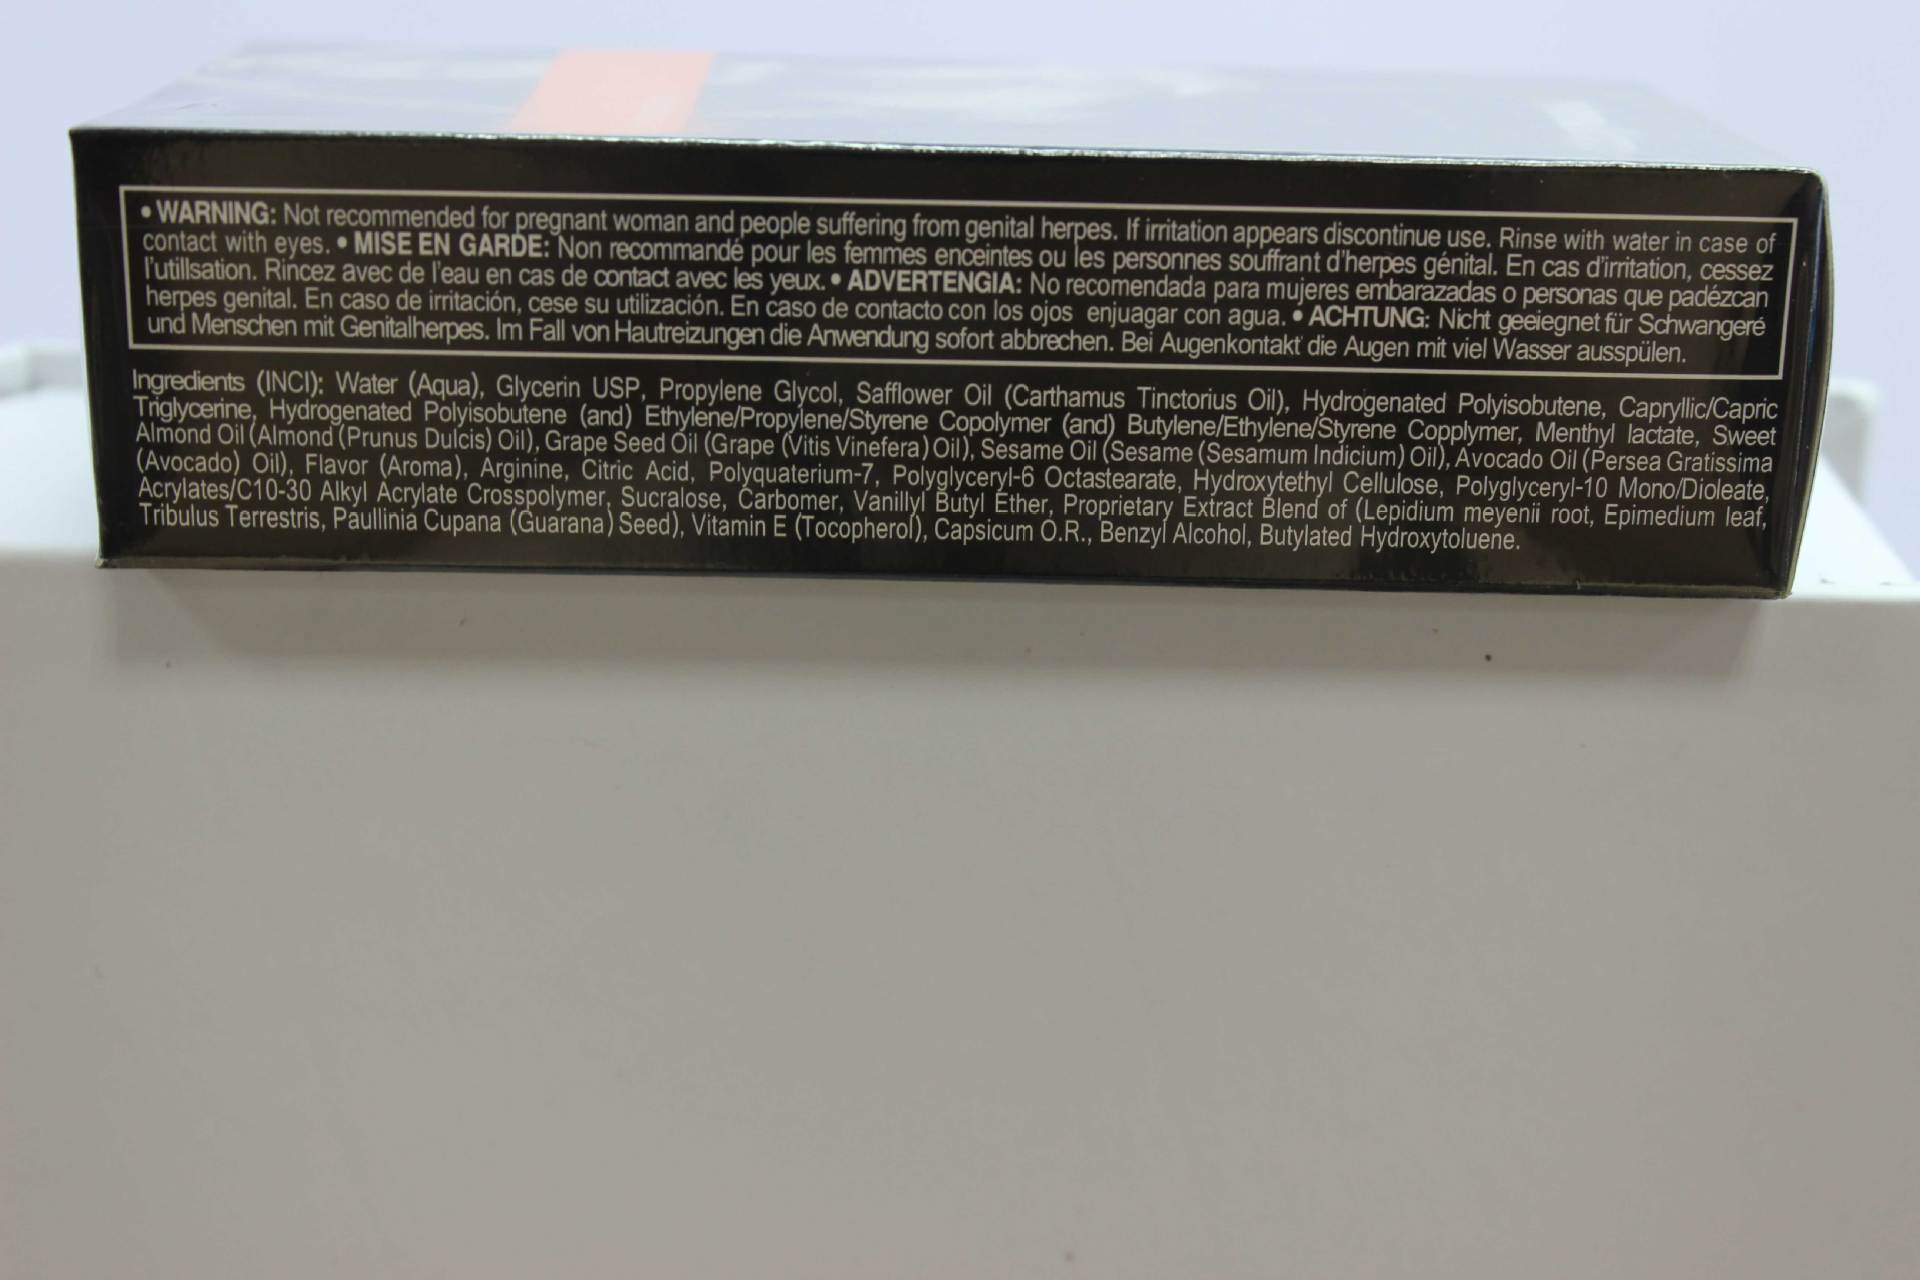 • WARNING: Not recommended for pregnant woman and people suffering from genital herpes. If irritation appears discontinue use. Rinse with water in case of
contact with eyes. • MISE EN GARDE: Non recommandé pour les femmes enceintes ou les personnes souffrant d'herpes génital. En cas d'irritation, cessez
l'utillsation. Rincez avec de l'eau en cas de contact avec les yeux. • ADVERTENGIA: No recomendada para mujeres embarazadas o personas que padézcan
herpes genital. En caso de irritación, cese su utilización. En caso de contacto con los ojos enjuagar con agua. • ACHTUNG: Nicht geeiegnet für Schwangeré
und Menschen mit Genitalherpes. Im Fall von Hautreizungen die Anwendung sofort abbrechen. Bei Augenkontakt die Augen mit viel Wasser ausspülen.
Ingredients (INCI): Water (Aqua), Glycerin USP, Propylene Glycol, Safflower Oil (Carthamus Tinctorius Oil), Hydrogenated Polyisobutene, Capryllic/Capric
Triglycerine, Hydrogenated Polyisobutene (and) Ethylene/Propylene/Styrene Copolymer (and) Butylene/Ethylene/Styrene Copplymer, Menthyl lactate, Sweet
Almond Oil (Almond (Prunus Dulcis) Oil), Grape Seed Oil (Grape (Vitis Vinefera) Oil), Sesame Oil (Sesame (Sesamum Indicium) Oil), Avocado Oil (Persea Gratissima
(Avocado) Oil), Flavor (Aroma), Arginine, Citric Acid, Polyquaterium-7, Polyglyceryl-6 Octastearate, Hydroxytethyl Cellulose, Polyglyceryl-10 Mono/Dioleate,
Acrylates/C10-30 Alkyl Acrylate Crosspolymer, Sucralose, Carbomer, Vanillyl Butyl Ether, Proprietary Extract Blend of (Lepidium meyenii root, Epimedium leaf,
Tribulus Terrestris, Paullinia Cupana (Guarana) Seed), Vitamin E (Tocopherol), Capsicum O.R., Benzyl Alcohol, Butylated Hydroxytoluene.